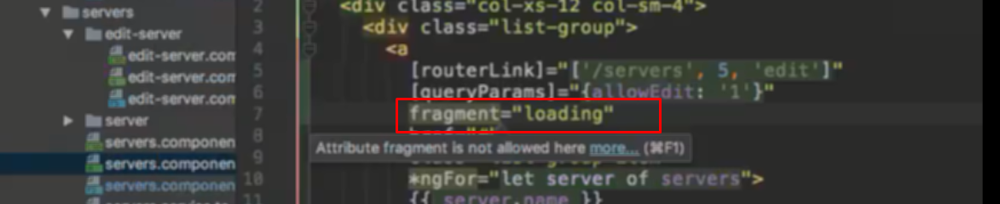 servers
edit-server
edit-server.com
edit-server.com
edit-server.com
server
servers.componen
servers.componen
servers.componen
2 <div class="col-xs-12 col-sm-4">
3 <div class="list-group">
4 <a
5 [routerLink]="['/servers', 5, 'edit']"
6 [queryParams]="{allowEdit: '1'}"
7 fragment="loading"
8
Attribute fragment is not allowed here more... (⌘F1)
9
10 *ngFor="let server of servers">
11 {{ server.name }}